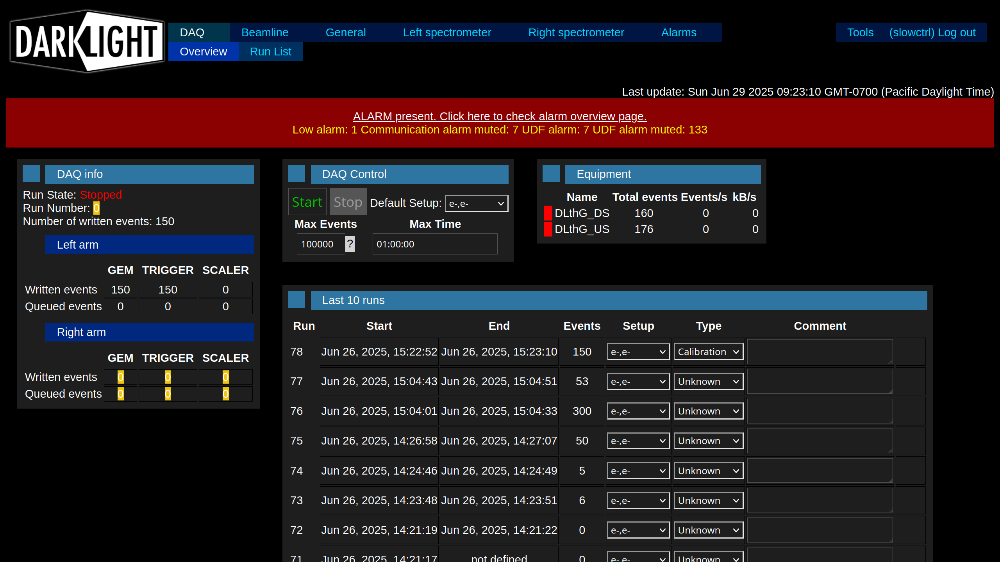 DARKLIGHT
DAQ Beamline General Left spectrometer Right spectrometer Alarms Tools (slowctrl) Log out
Overview Run List
Last update: Sun Jun 29 2025 09:23:10 GMT-0700 (Pacific Daylight Time)
ALARM present. Click here to check alarm overview page.
Low alarm: 1 Communication alarm muted: 7 UDF alarm: 7 UDF alarm muted: 133
DAQ info
Run State: Stopped
Run Number: 0
Number of written events: 150
Left arm
GEM TRIGGER SCALER
Written events 150 150 0
Queued events 0 0 0
Right arm
GEM TRIGGER SCALER
Written events 0 0 0
Queued events 0 0 0
DAQ Control
Start Stop Default Setup: e-,e-
Max Events Max Time
100000 ? 01:00:00
Equipment
Name Total events Events/s kB/s
DLthG_DS 160 0 0
DLthG_US 176 0 0
Last 10 runs
Run Start End Events Setup Type Comment
78 Jun 26, 2025, 15:22:52 Jun 26, 2025, 15:23:10 150 e-,e- Calibration
77 Jun 26, 2025, 15:04:43 Jun 26, 2025, 15:04:51 53 e-,e- Unknown
76 Jun 26, 2025, 15:04:01 Jun 26, 2025, 15:04:33 300 e-,e- Unknown
75 Jun 26, 2025, 14:26:58 Jun 26, 2025, 14:27:07 50 e-,e- Unknown
74 Jun 26, 2025, 14:24:46 Jun 26, 2025, 14:24:49 5 e-,e- Unknown
73 Jun 26, 2025, 14:23:48 Jun 26, 2025, 14:23:51 6 e-,e- Unknown
72 Jun 26, 2025, 14:21:19 Jun 26, 2025, 14:21:22 0 e-,e- Unknown
71 Jun 26, 2025, 14:21:17 not defined 0 e-,e- Unknown